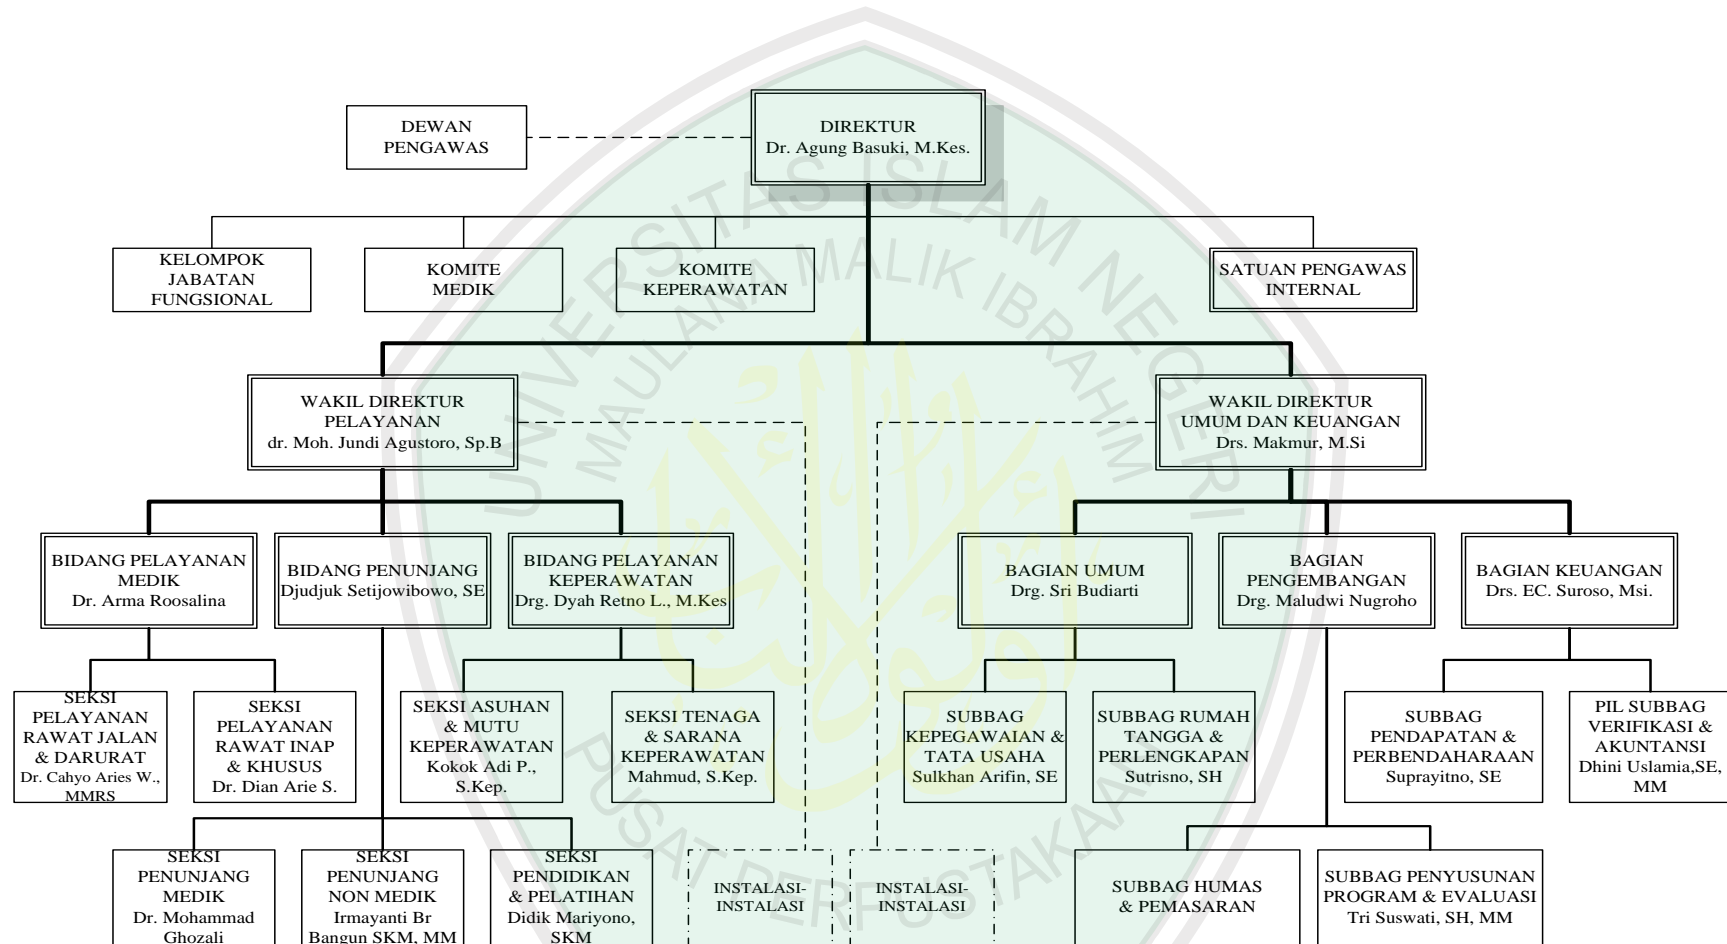 DEWAN
PENGAWAS
DIREKTUR
Dr. Agung Basuki, M.Kes.
KELOMPOK
JABATAN
FUNGSIONAL
KOMITE
MEDIK
KOMITE
KEPERAWATAN
SATUAN PENGAWAS
INTERNAL
WAKIL DIREKTUR
PELAYANAN
dr. Moh. Jundi Agustoro, Sp.B
WAKIL DIREKTUR
UMUM DAN KEUANGAN
Drs. Makmur, M.Si
BIDANG PELAYANAN
MEDIK
Dr. Arma Roosalina
BIDANG PENUNJANG
Djudjuk Setijowibowo, SE
BIDANG PELAYANAN
KEPERAWATAN
Drg. Dyah Retno L., M.Kes
BAGIAN UMUM
Drg. Sri Budiarti
BAGIAN
PENGEMBANGAN
Drg. Maludwi Nugroho
BAGIAN KEUANGAN
Drs. EC. Suroso, Msi.
SEKSI
PELAYANAN
RAWAT JALAN
& DARURAT
Dr. Cahyo Aries W.,
MMRS
SEKSI
PELAYANAN
RAWAT INAP
& KHUSUS
Dr. Dian Arie S.
SEKSI ASUHAN
& MUTU
KEPERAWATAN
Kokok Adi P.,
S.Kep.
SEKSI TENAGA
& SARANA
KEPERAWATAN
Mahmud, S.Kep.
SUBBAG
KEPEGAWAIAN &
TATA USAHA
Sulkhan Arifin, SE
SUBBAG RUMAH
TANGGA &
PERLENGKAPAN
Sutrisno, SH
SUBBAG
PENDAPATAN &
PERBENDAHARAAN
Suprayitno, SE
PIL SUBBAG
VERIFIKASI &
AKUNTANSI
Dhini Uslamia,SE,
MM
SEKSI
PENUNJANG
MEDIK
Dr. Mohammad
Ghozali
SEKSI
PENUNJANG
NON MEDIK
Irmayanti Br
Bangun SKM, MM
SEKSI
PENDIDIKAN
& PELATIHAN
Didik Mariyono,
SKM
INSTALASI-
INSTALASI
INSTALASI-
INSTALASI
SUBBAG HUMAS
& PEMASARAN
SUBBAG PENYUSUNAN
PROGRAM & EVALUASI
Tri Suswati, SH, MM
UNIVERSITAS ISLAM NEGERI
MAULANA MALIK IBRAHIM
PUSAT PERPUSTAKAAN